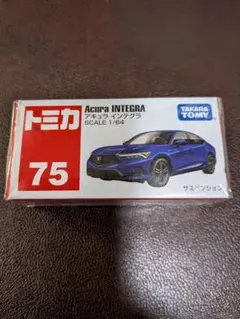 トミカ
75
Acura INTEGRA
アキュラ インテグラ
SCALE 1/64
TAKARA
TOMY
サスペンション